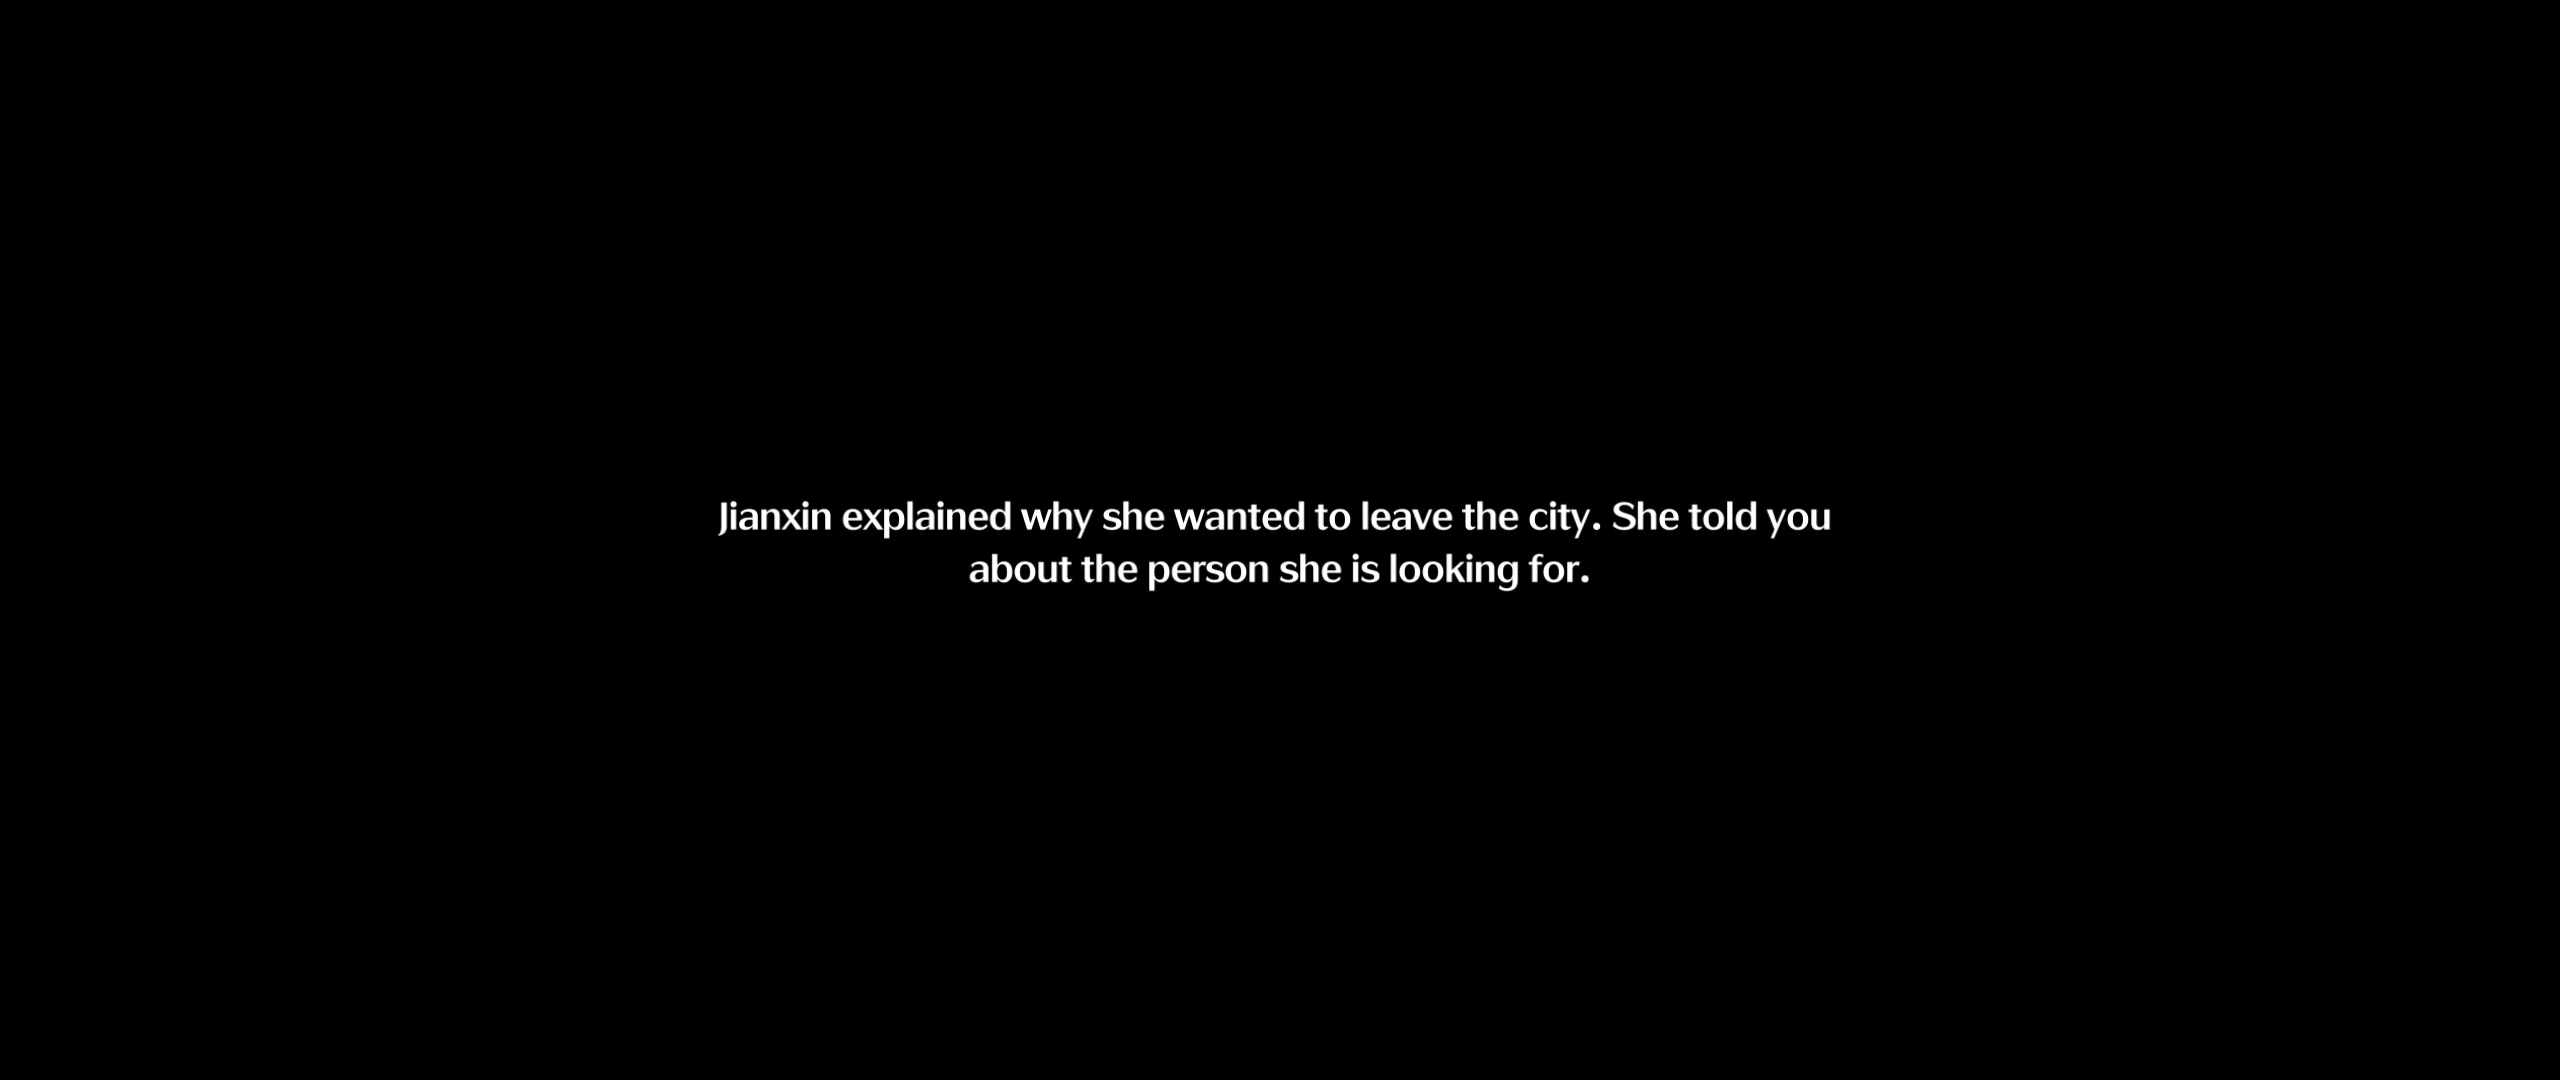 Jianxin explained why she wanted to leave the city. She told you
about the person she is looking for.